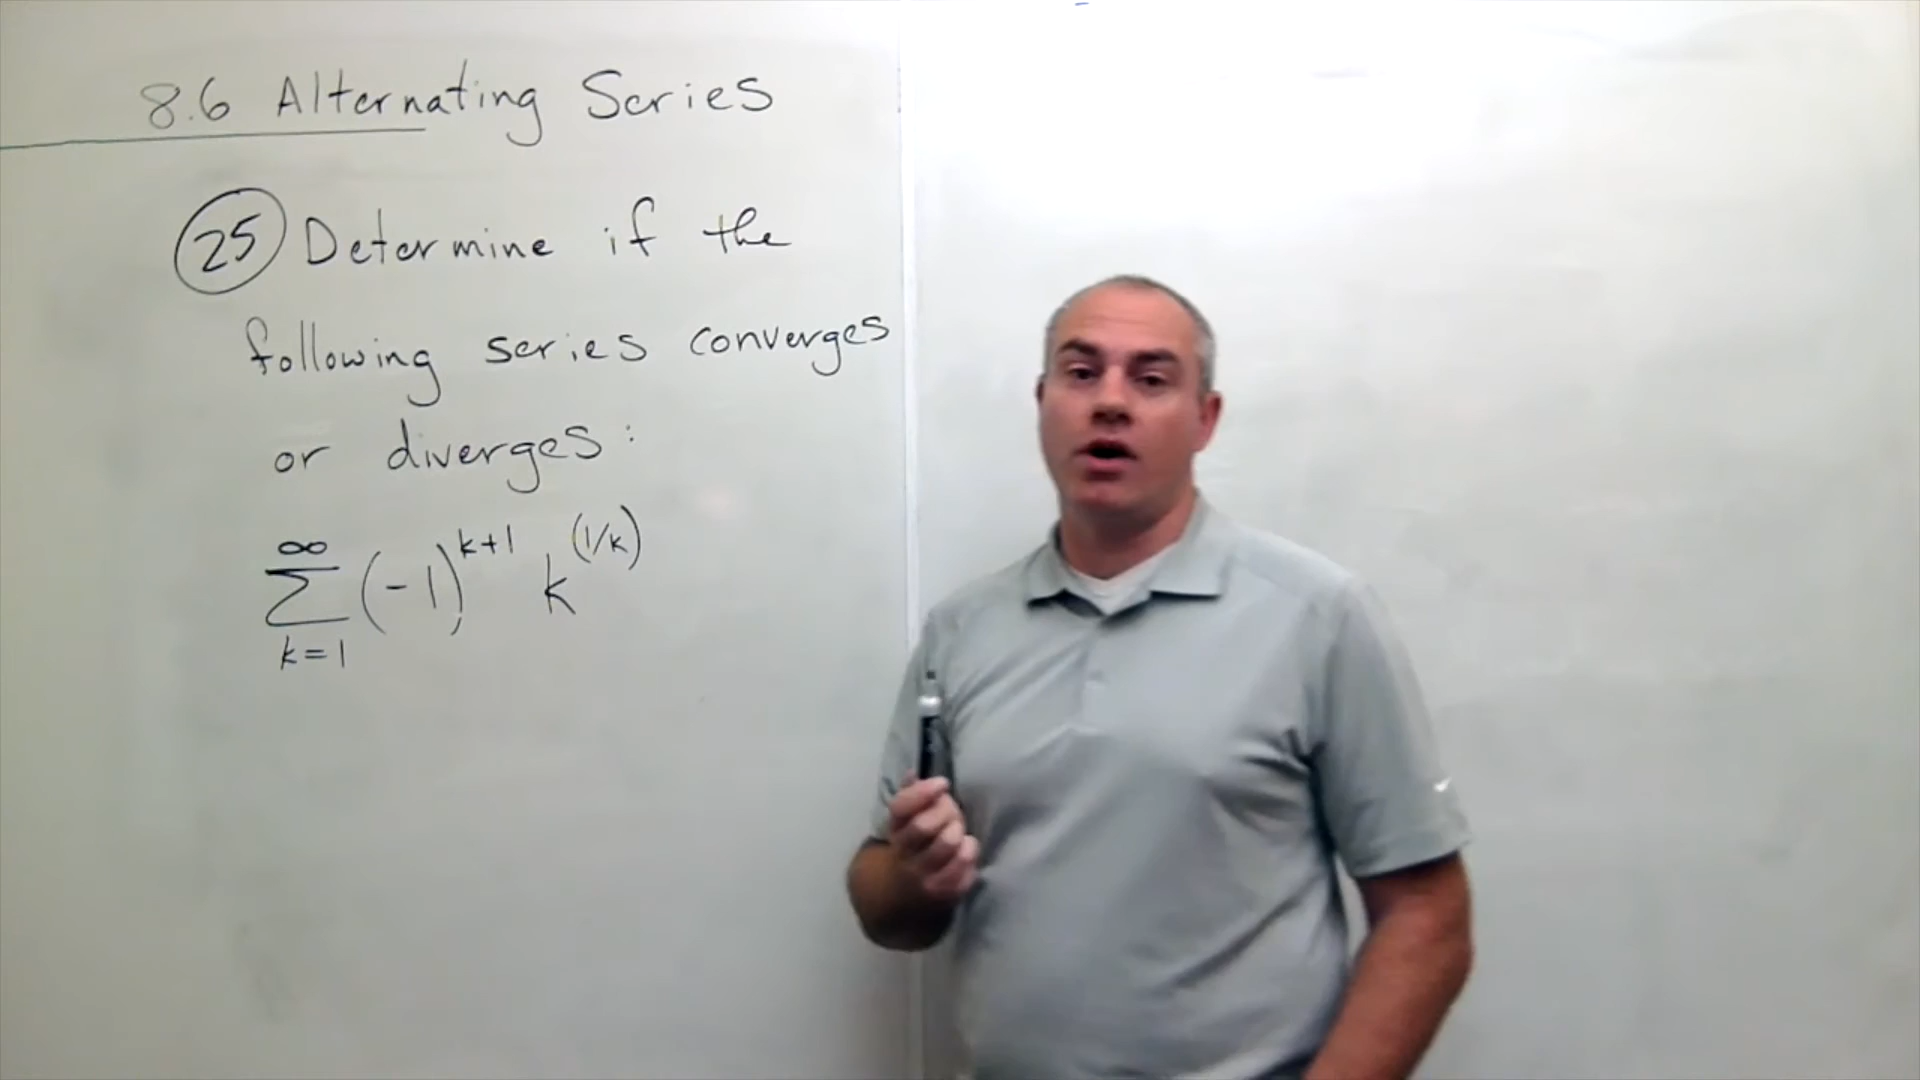 8.6 Alternating Series
25 Determine if the
following series converges
or diverges:
∞
∑ (-1)^{k+1} k^{(1/k)}
k=1